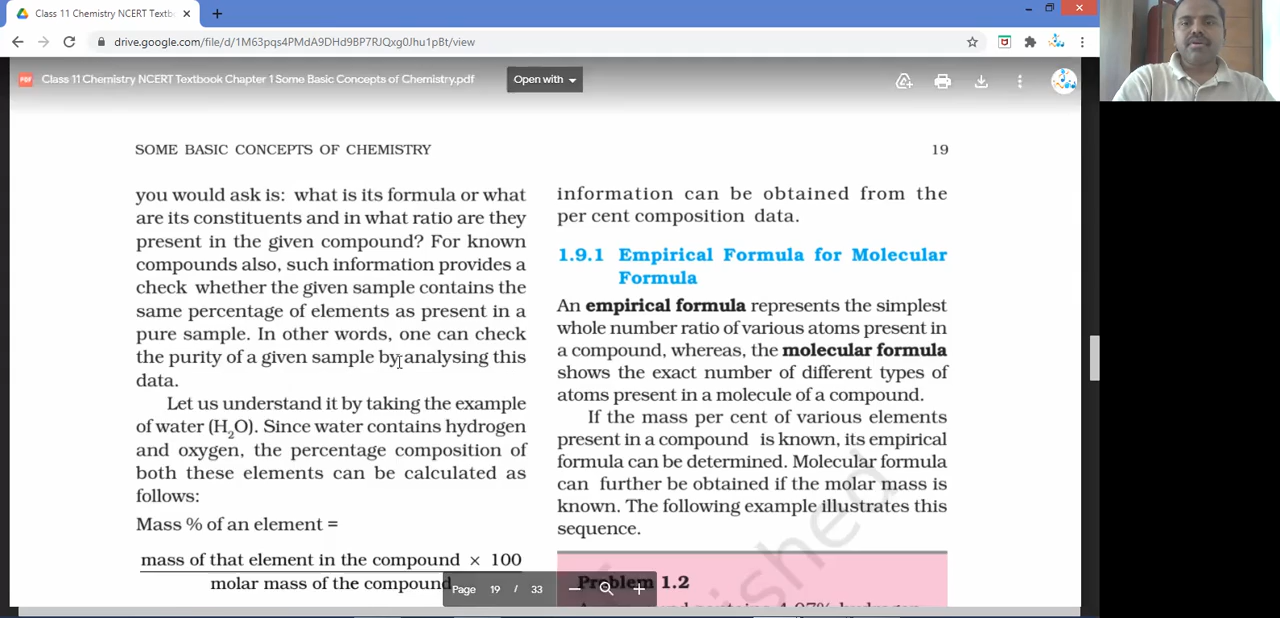 Class 11 Chemistry NCERT Textb
drive.google.com/file/d/1M63pqs4PMdA9DHd9BP7RJQxg0Jhu1pBt/view
PDF
Class 11 Chemistry NCERT Textbook Chapter 1 Some Basic Concepts of Chemistry.pdf
Open with
SOME BASIC CONCEPTS OF CHEMISTRY
19
you would ask is: what is its formula or what
are its constituents and in what ratio are they
present in the given compound? For known
compounds also, such information provides a
check whether the given sample contains the
same percentage of elements as present in a
pure sample. In other words, one can check
the purity of a given sample by analysing this
data.
Let us understand it by taking the example
of water (H₂O). Since water contains hydrogen
and oxygen, the percentage composition of
both these elements can be calculated as
follows:
Mass % of an element =
mass of that element in the compound × 100
molar mass of the compound
information can be obtained from the
per cent composition data.
1.9.1 Empirical Formula for Molecular
Formula
An empirical formula represents the simplest
whole number ratio of various atoms present in
a compound, whereas, the molecular formula
shows the exact number of different types of
atoms present in a molecule of a compound.
If the mass per cent of various elements
present in a compound is known, its empirical
formula can be determined. Molecular formula
can further be obtained if the molar mass is
known. The following example illustrates this
sequence.
Problem 1.2
Page 19 / 33